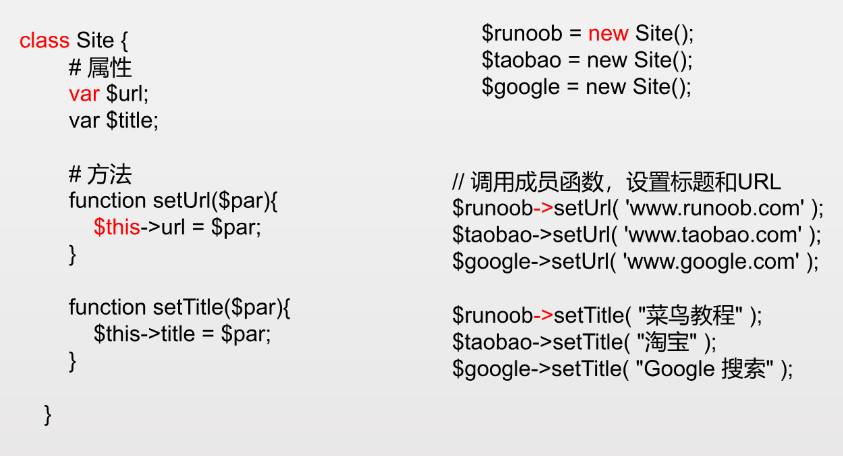 class Site {
# 属性
var $url;
var $title;
# 方法
function setUrl($par){
$this->url = $par;
}
function setTitle($par){
$this->title = $par;
}
}
$runoob = new Site();
$taobao = new Site();
$google = new Site();
// 调用成员函数，设置标题和URL
$runoob->setUrl( 'www.runoob.com' );
$taobao->setUrl( 'www.taobao.com' );
$google->setUrl( 'www.google.com' );
$runoob->setTitle( "菜鸟教程" );
$taobao->setTitle( "淘宝" );
$google->setTitle( "Google 搜索" );